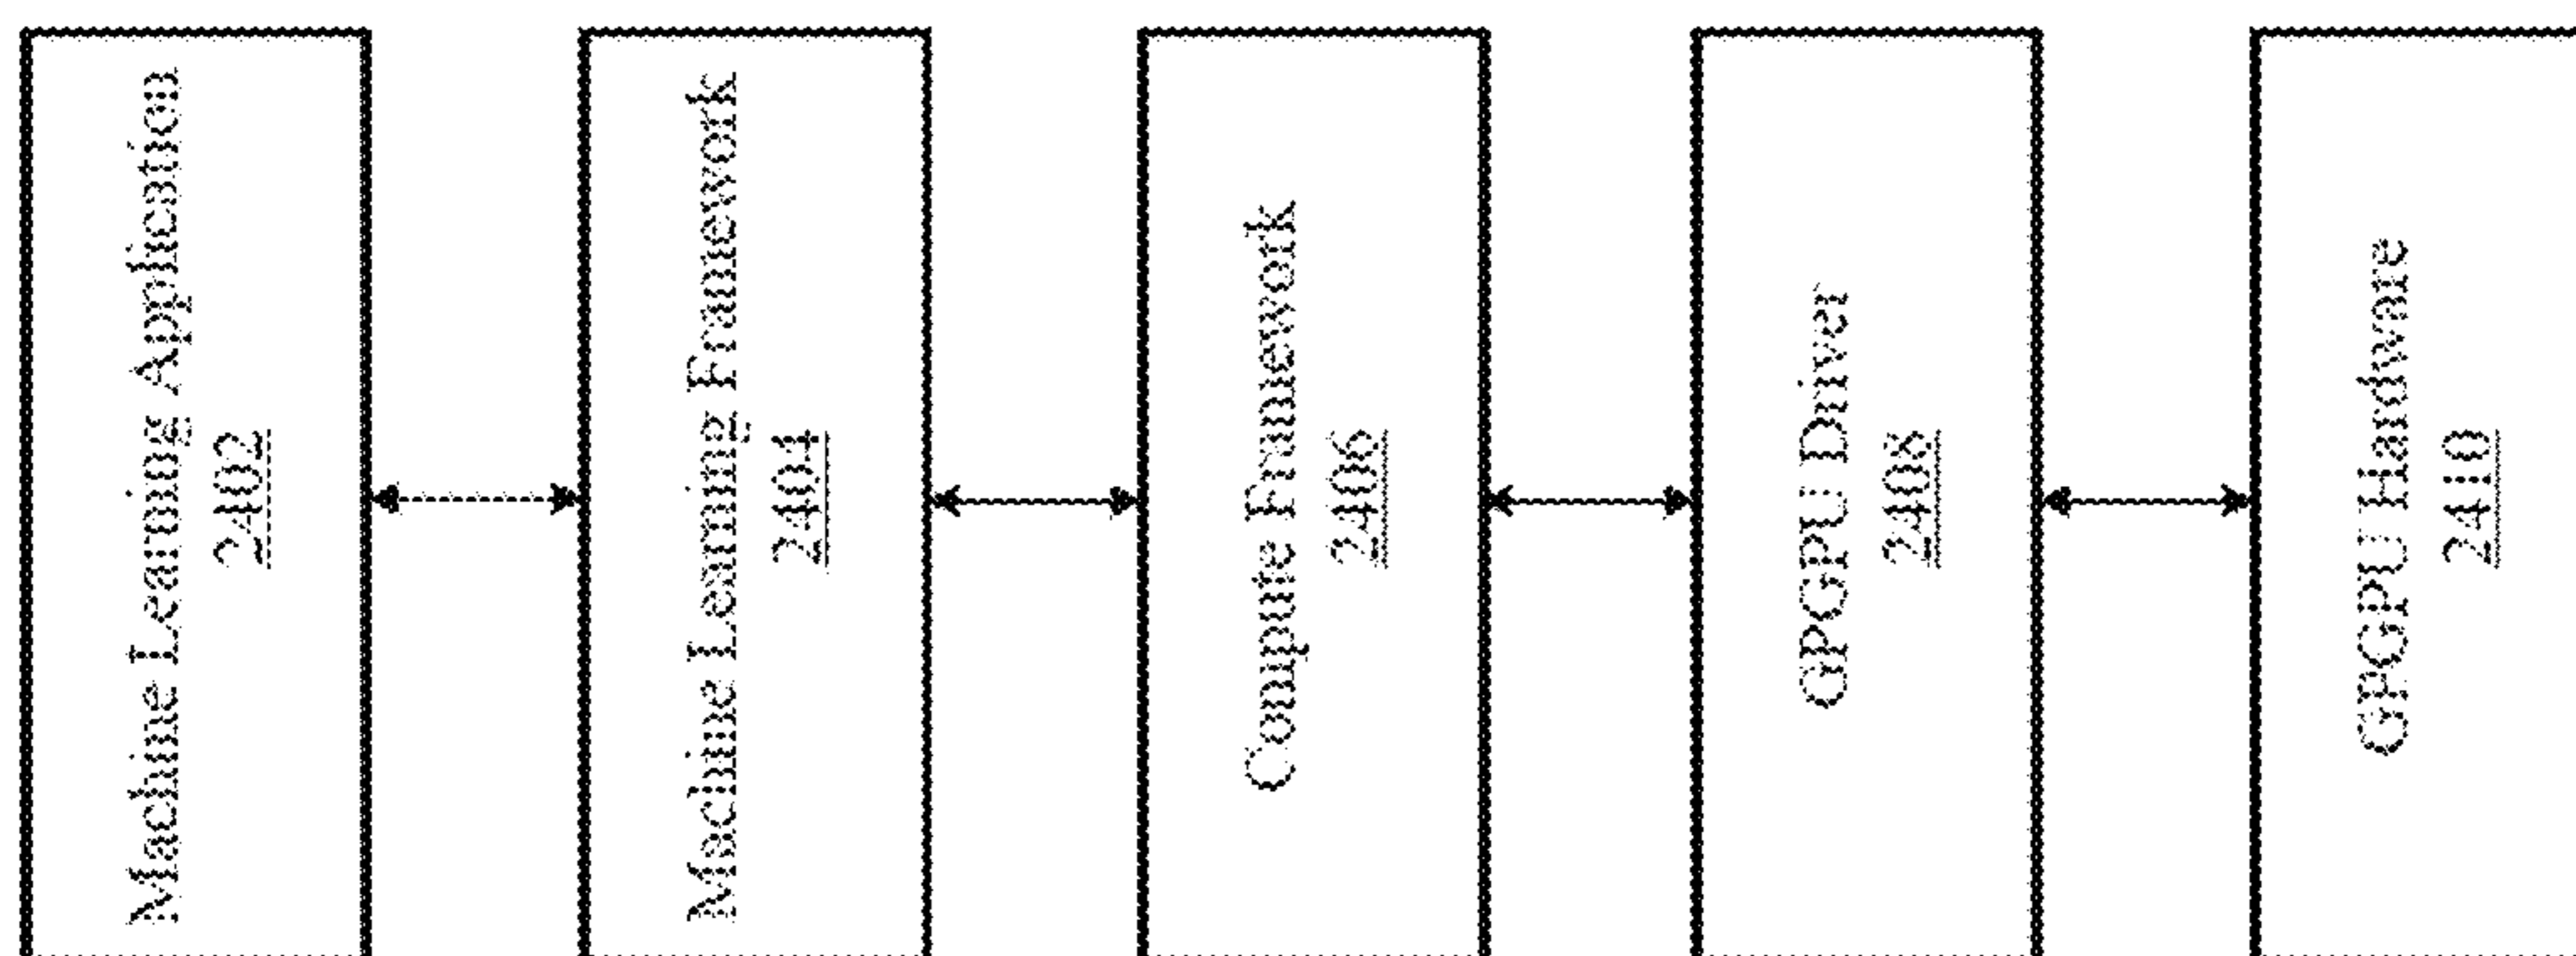 Machine Learning Application
2402
Machine Learning Framework
2404
Compute Framework
2406
GPGPU Driver
2408
GPGPU Hardware
2410